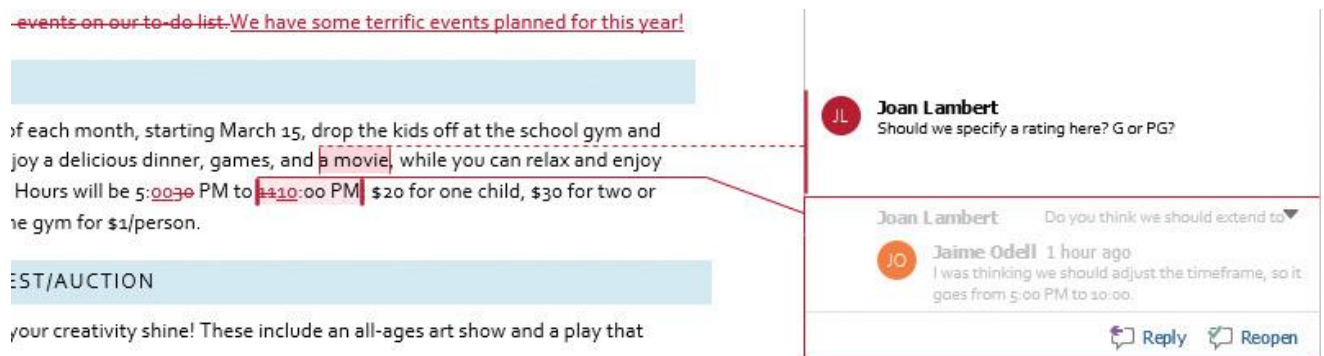 events on our to-do list. We have some terrific events planned for this year!
of each month, starting March 15, drop the kids off at the school gym and
joy a delicious dinner, games, and a movie, while you can relax and enjoy
Hours will be 5:0030 PM to 1110:00 PM. $20 for one child, $30 for two or
ne gym for $1/person.
EST/AUCTION
your creativity shine! These include an all-ages art show and a play that
JL Joan Lambert
Should we specify a rating here? G or PG?
Joan Lambert Do you think we should extend to
JO Jaime Odell 1 hour ago
I was thinking we should adjust the timeframe, so it
goes from 5:00 PM to 10:00.
Reply Reopen